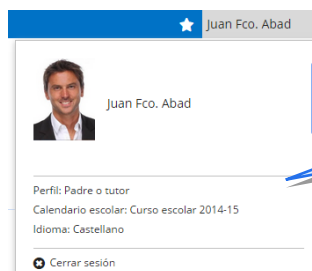 Juan Fco. Abad
Juan Fco. Abad
Perfil: Padre o tutor
Calendario escolar: Curso escolar 2014-15
Idioma: Castellano
Cerrar sesión